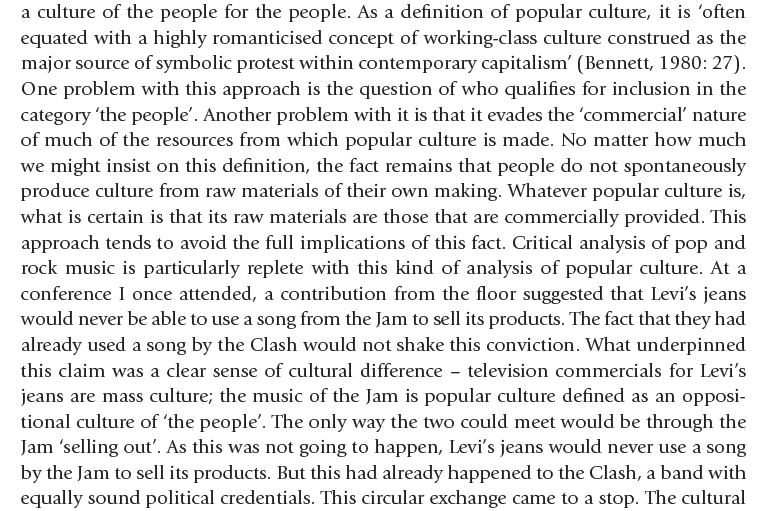 a culture of the people for the people. As a definition of popular culture, it is ‘often
equated with a highly romanticised concept of working-class culture construed as the
major source of symbolic protest within contemporary capitalism’ (Bennett, 1980: 27).
One problem with this approach is the question of who qualifies for inclusion in the
category ‘the people’. Another problem with it is that it evades the ‘commercial’ nature
of much of the resources from which popular culture is made. No matter how much
we might insist on this definition, the fact remains that people do not spontaneously
produce culture from raw materials of their own making. Whatever popular culture is,
what is certain is that its raw materials are those that are commercially provided. This
approach tends to avoid the full implications of this fact. Critical analysis of pop and
rock music is particularly replete with this kind of analysis of popular culture. At a
conference I once attended, a contribution from the floor suggested that Levi’s jeans
would never be able to use a song from the Jam to sell its products. The fact that they had
already used a song by the Clash would not shake this conviction. What underpinned
this claim was a clear sense of cultural difference – television commercials for Levi’s
jeans are mass culture; the music of the Jam is popular culture defined as an opposi-
tional culture of ‘the people’. The only way the two could meet would be through the
Jam ‘selling out’. As this was not going to happen, Levi’s jeans would never use a song
by the Jam to sell its products. But this had already happened to the Clash, a band with
equally sound political credentials. This circular exchange came to a stop. The cultural